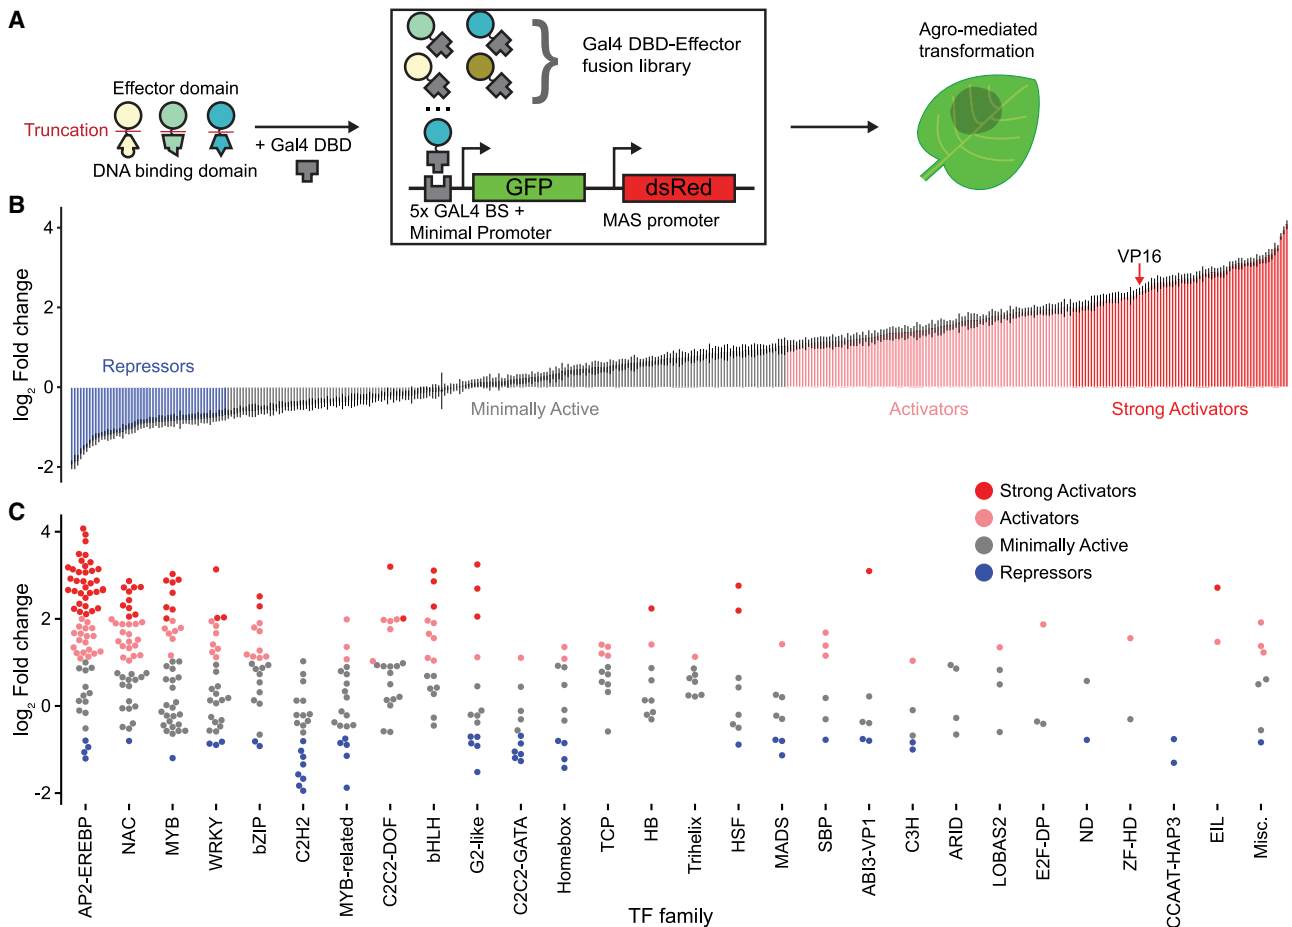 A
Effector domain
Truncation
DNA binding domain
+ Gal4 DBD
Gal4 DBD-Effector
fusion library
GFP
dsRed
5x GAL4 BS +
Minimal Promoter
MAS promoter
Agro-mediated
transformation
B
log2 Fold change
4
2
0
-2
Repressors
Minimally Active
Activators
Strong Activators
VP16
C
log2 Fold change
4
2
0
-2
Strong Activators
Activators
Minimally Active
Repressors
AP2-EREBP
NAC
MYB
WRKY
bZIP
C2H2
MYB-related
C2C2-DOF
bHLH
G2-like
C2C2-GATA
Homebox
TCP
HB
Trihelix
HSF
MADS
SBP
ABI3-VP1
C3H
ARID
LOBAS2
E2F-DP
ND
ZF-HD
CCAAT-HAP3
EIL
Misc.
TF family